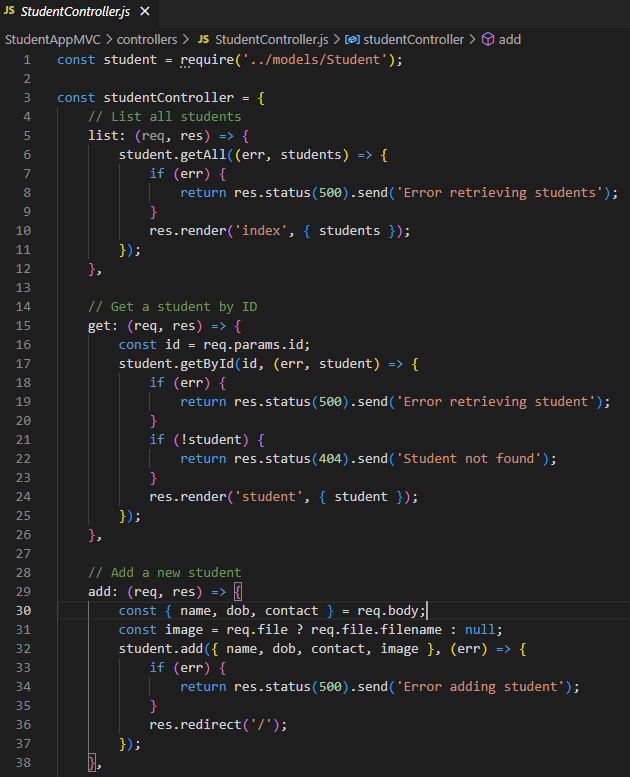 JS StudentController.js ×
StudentAppMVC > controllers > JS StudentController.js > studentController > add
1 const student = require('../models/Student');
2
3 const studentController = {
4     // List all students
5     list: (req, res) => {
6         student.getAll((err, students) => {
7             if (err) {
8                 return res.status(500).send('Error retrieving students');
9             }
10             res.render('index', { students });
11         });
12     },
13
14     // Get a student by ID
15     get: (req, res) => {
16         const id = req.params.id;
17         student.getById(id, (err, student) => {
18             if (err) {
19                 return res.status(500).send('Error retrieving student');
20             }
21             if (!student) {
22                 return res.status(404).send('Student not found');
23             }
24             res.render('student', { student });
25         });
26     },
27
28     // Add a new student
29     add: (req, res) => {
30         const { name, dob, contact } = req.body;
31         const image = req.file ? req.file.filename : null;
32         student.add({ name, dob, contact, image }, (err) => {
33             if (err) {
34                 return res.status(500).send('Error adding student');
35             }
36             res.redirect('/');
37         });
38     },